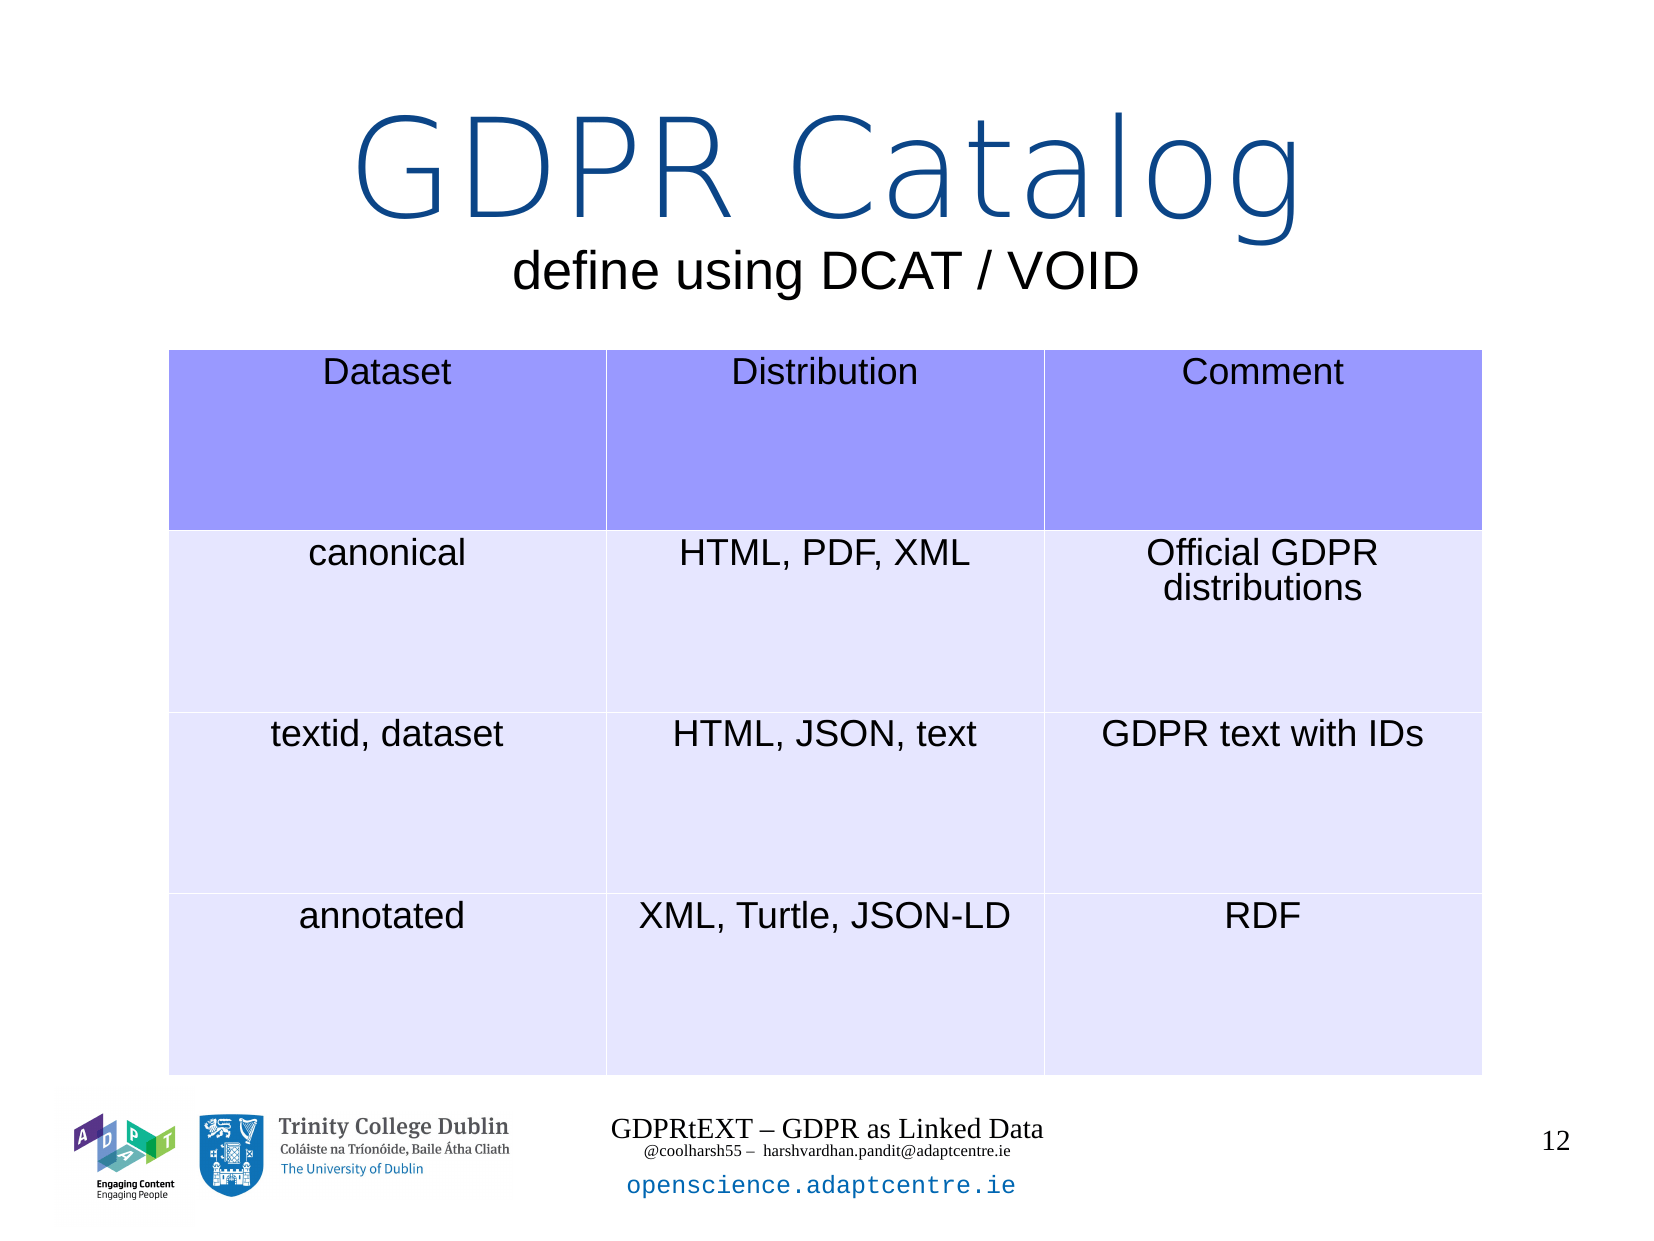 GDPR Catalog
define using DCAT / VOID
Dataset Distribution Comment
canonical HTML, PDF, XML Official GDPR
distributions
textid, dataset HTML, JSON, text GDPR text with IDs
annotated XML, Turtle, JSON-LD RDF
A D A P T
Engaging Content
Engaging People
Trinity College Dublin
Coláiste na Tríonóide, Baile Átha Cliath
The University of Dublin
GDPRtEXT – GDPR as Linked Data
@coolharsh55 – harshvardhan.pandit@adaptcentre.ie
openscience.adaptcentre.ie
12